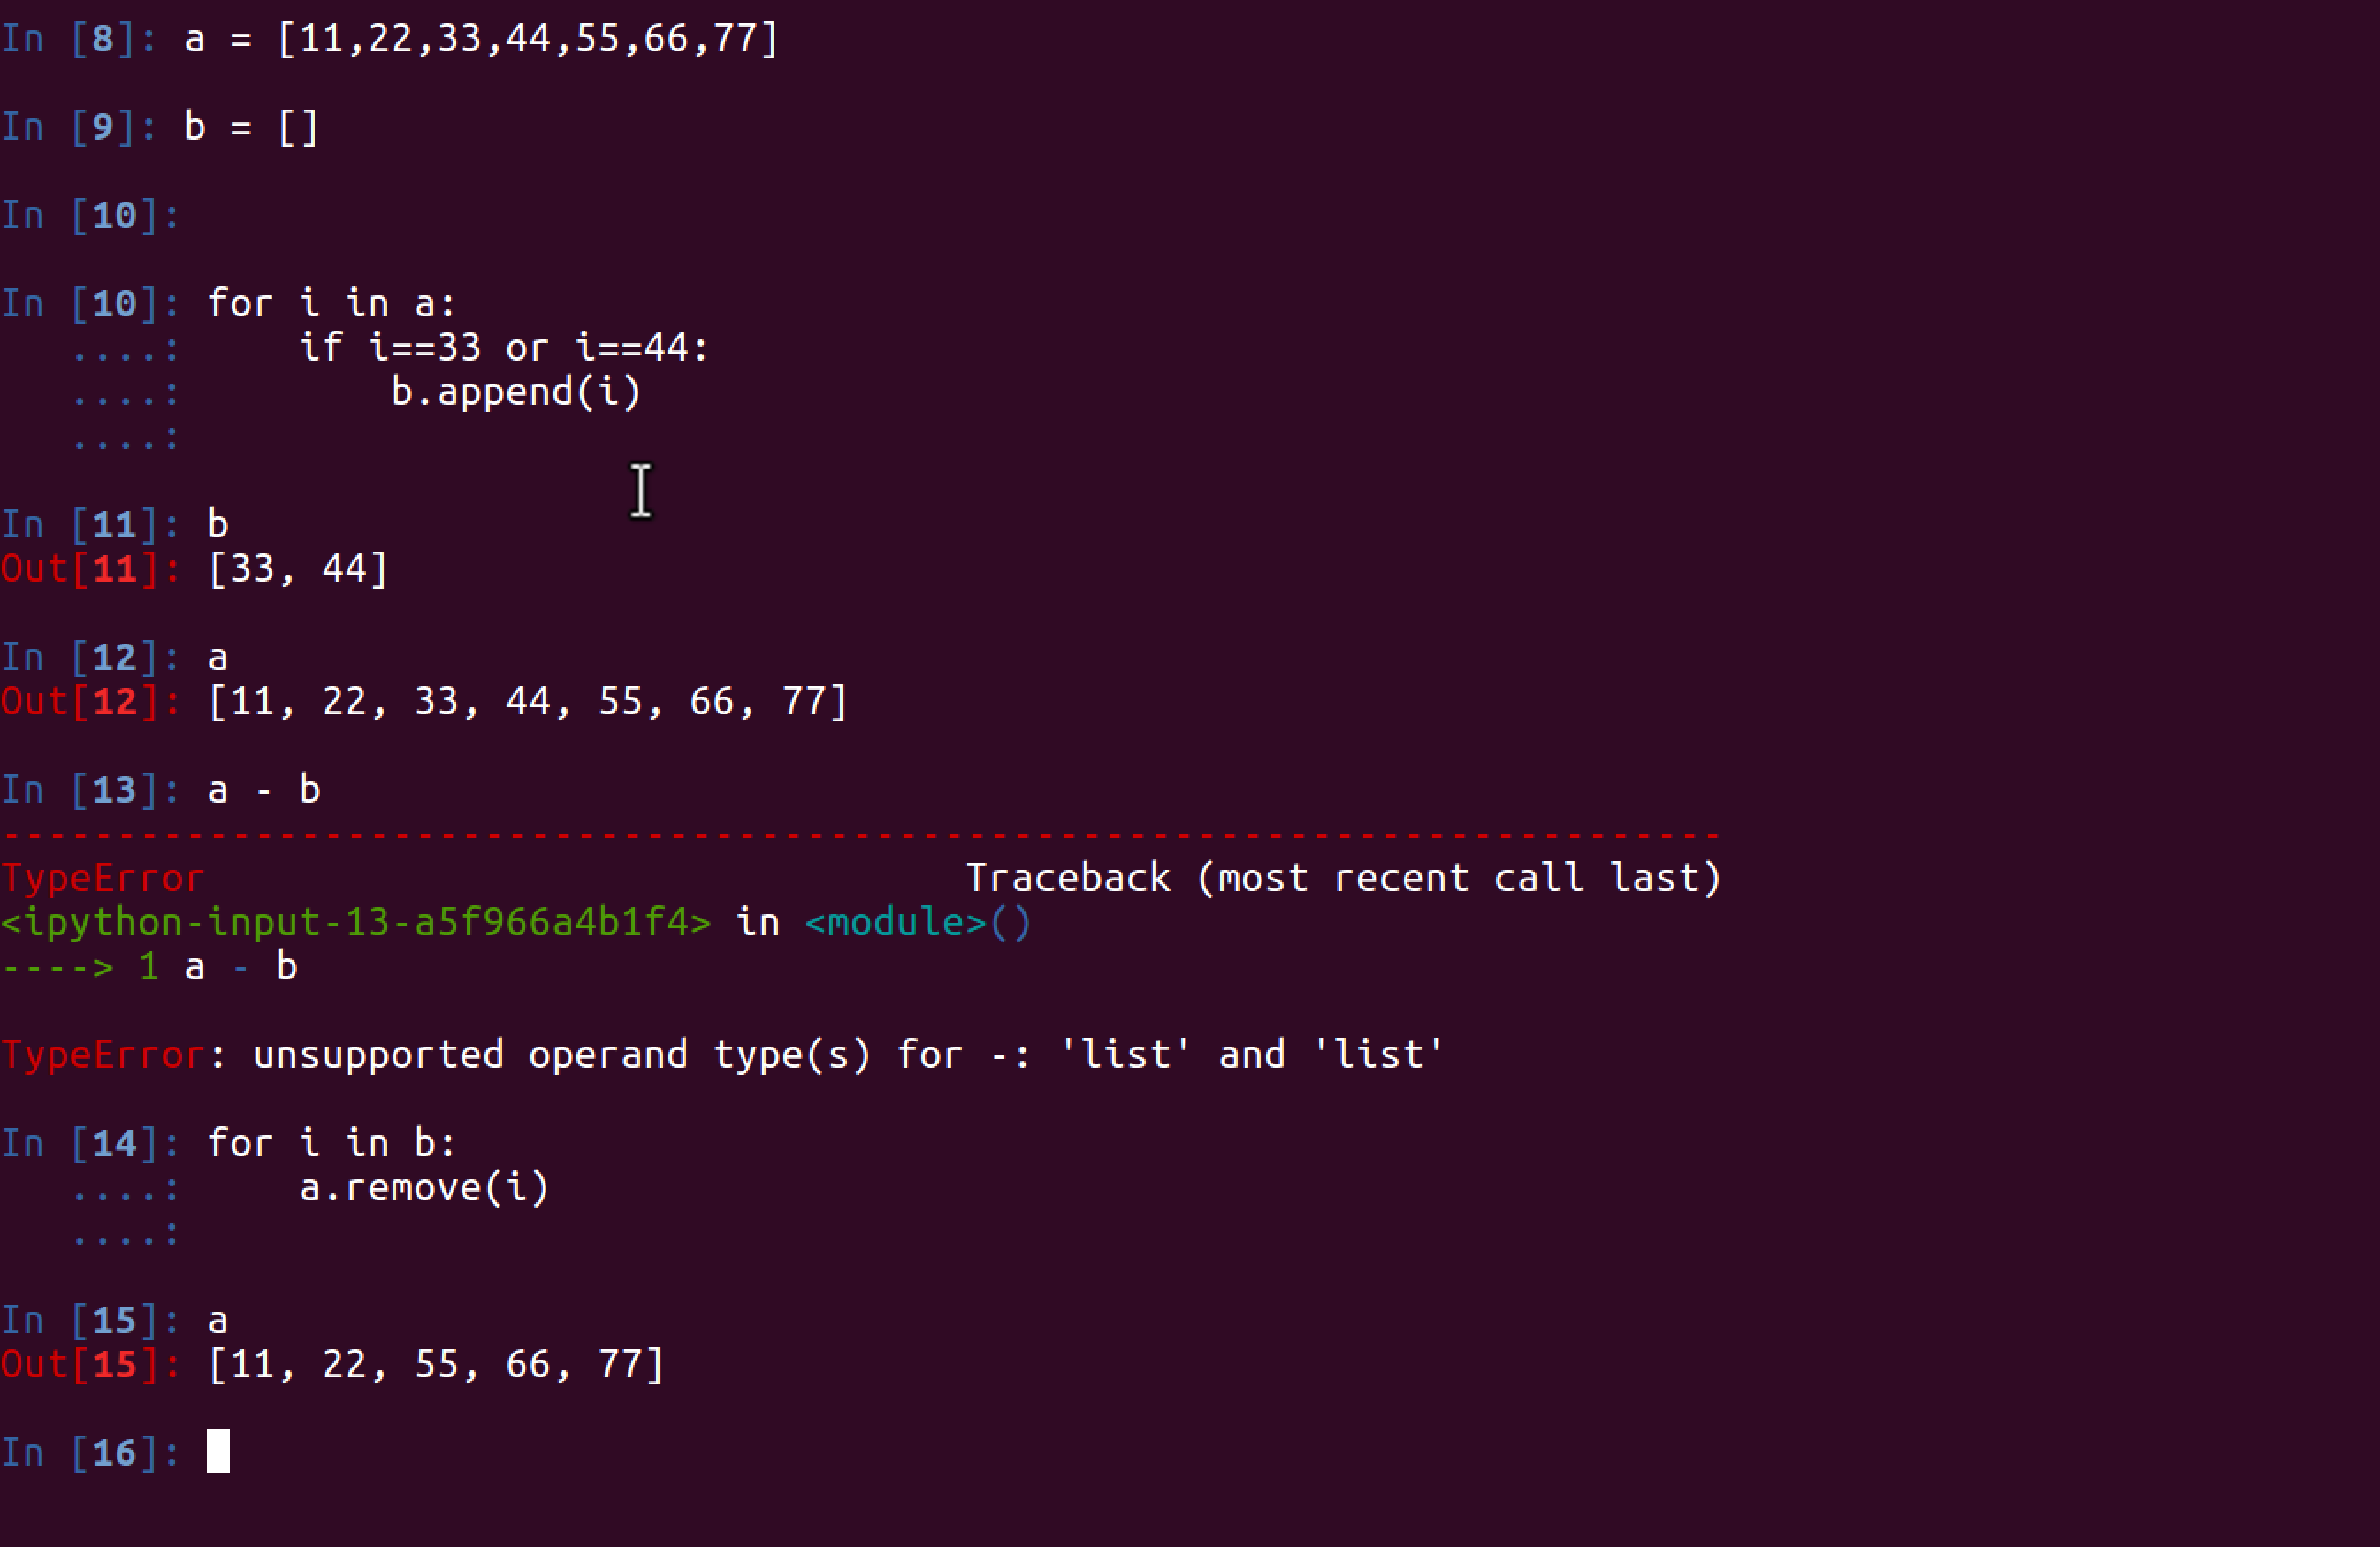 In [8]: a = [11,22,33,44,55,66,77]
In [9]: b = []
In [10]:
In [10]: for i in a:
   ....:     if i==33 or i==44:
   ....:         b.append(i)
   ....:
In [11]: b
Out[11]: [33, 44]
In [12]: a
Out[12]: [11, 22, 33, 44, 55, 66, 77]
In [13]: a - b
---------------------------------------------------------------------------
TypeError                                 Traceback (most recent call last)
<ipython-input-13-a5f966a4b1f4> in <module>()
----> 1 a - b
TypeError: unsupported operand type(s) for -: 'list' and 'list'
In [14]: for i in b:
   ....:     a.remove(i)
   ....:
In [15]: a
Out[15]: [11, 22, 55, 66, 77]
In [16]: